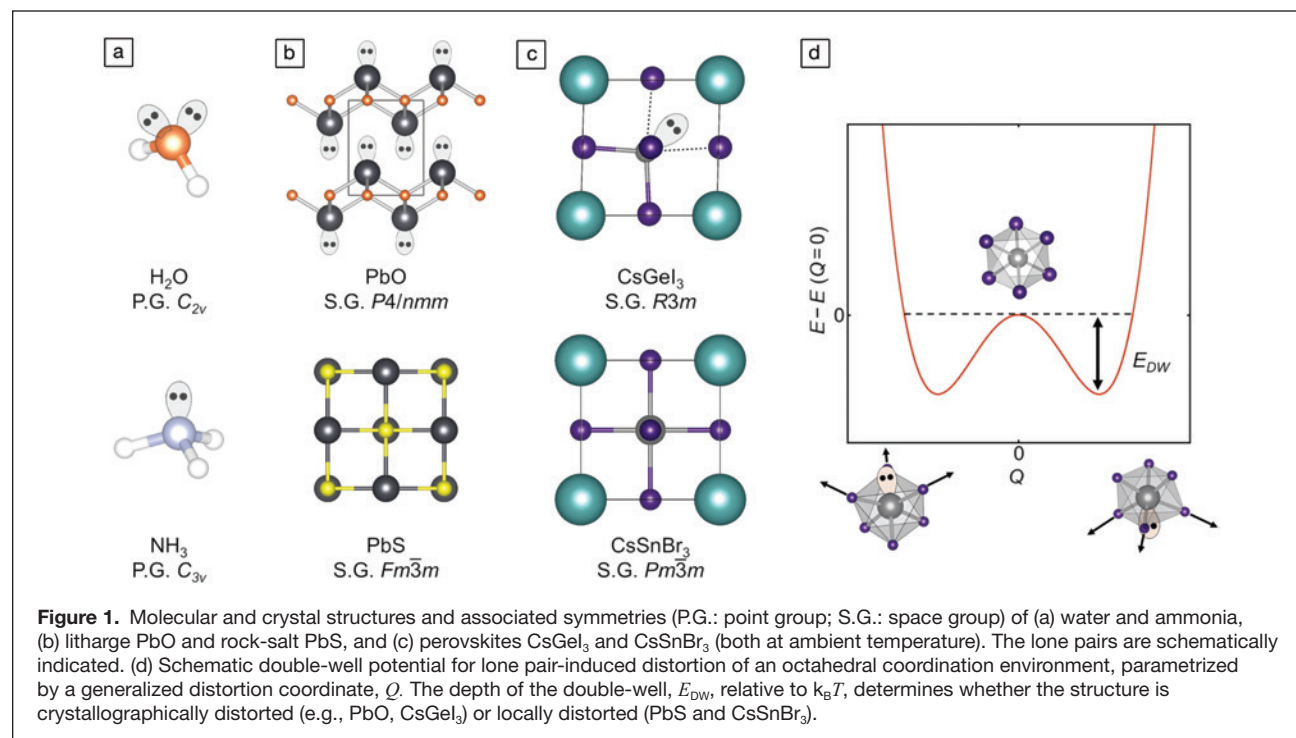 a
b
c
d
H₂O
P.G. C₂ᵥ
PbO
S.G. P4/nmm
CsGeI₃
S.G. R3m
NH₃
P.G. C₃ᵥ
PbS
S.G. Fm3̅m
CsSnBr₃
S.G. Pm3̅m
E – E (Q=0)
0
E_DW
0
Q
Figure 1. Molecular and crystal structures and associated symmetries (P.G.: point group; S.G.: space group) of (a) water and ammonia,
(b) litharge PbO and rock-salt PbS, and (c) perovskites CsGeI₃ and CsSnBr₃ (both at ambient temperature). The lone pairs are schematically
indicated. (d) Schematic double-well potential for lone pair-induced distortion of an octahedral coordination environment, parametrized
by a generalized distortion coordinate, Q. The depth of the double-well, E_DW, relative to k_BT, determines whether the structure is
crystallographically distorted (e.g., PbO, CsGeI₃) or locally distorted (PbS and CsSnBr₃).